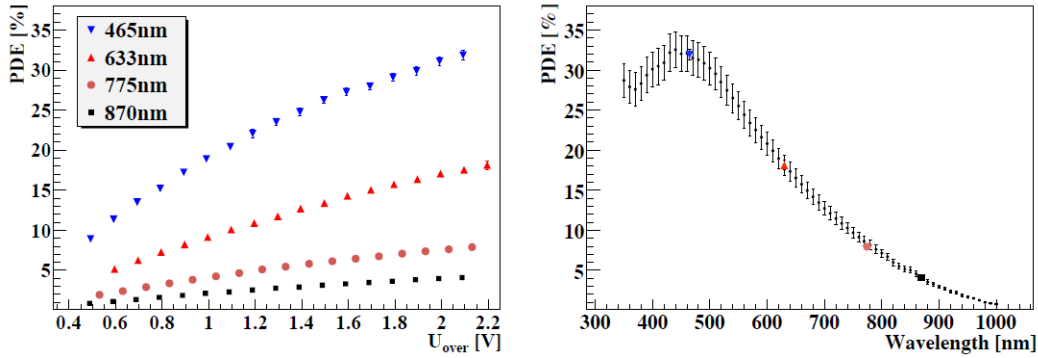 PDE [%]
35
30
25
20
15
10
5
465nm
633nm
775nm
870nm
0.4 0.6 0.8 1 1.2 1.4 1.6 1.8 2 2.2
Uover [V]
PDE [%]
35
30
25
20
15
10
5
300 400 500 600 700 800 900 1000
Wavelength [nm]